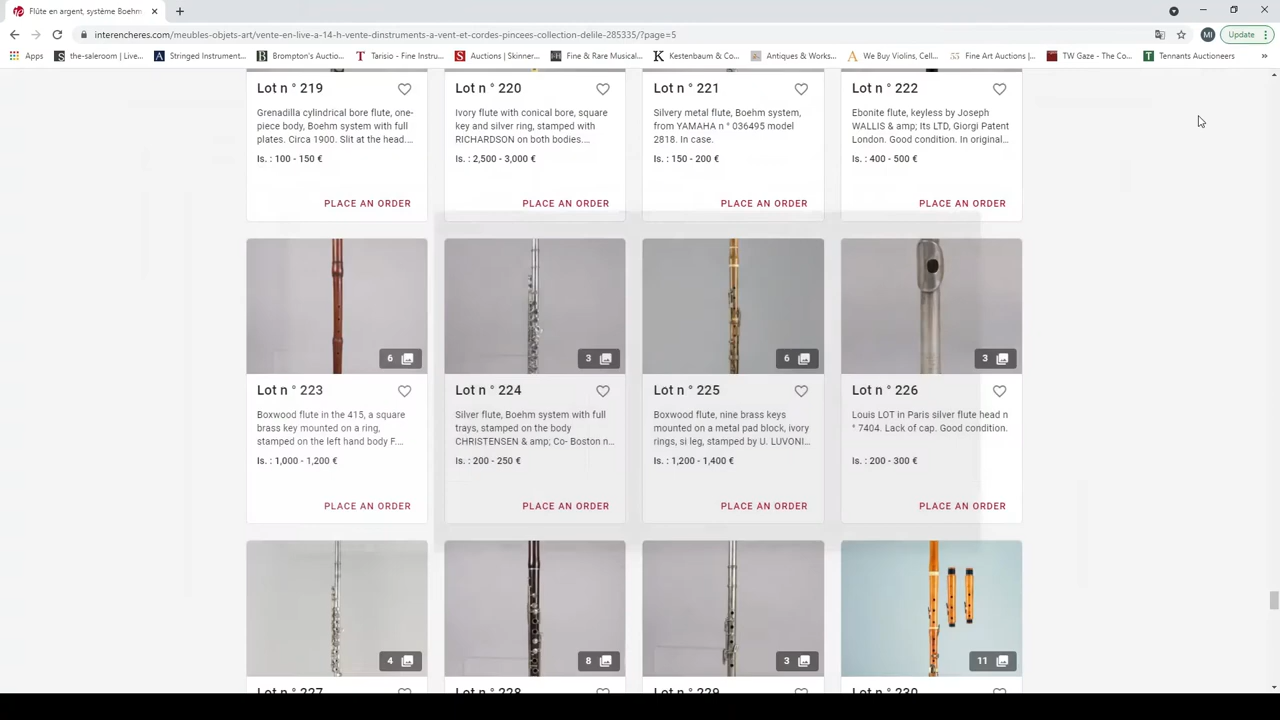 Flûte en argent, système Boehm
interencheres.com/meubles-objets-art/vente-en-live-a-14-h-vente-dinstruments-a-vent-et-cordes-pincees-collection-delile-285335/?page=5
MI
Update
Apps
the-saleroom | Live...
Stringed Instrument...
Brompton's Auctio...
Tarisio - Fine Instru...
Auctions | Skinner...
Fine & Rare Musical...
Kestenbaum & Co...
Antiques & Works...
We Buy Violins, Cell...
Fine Art Auctions |...
TW Gaze - The Co...
Tennants Auctioneers
Lot n ° 219
Grenadilla cylindrical bore flute, one-
piece body, Boehm system with full
plates. Circa 1900. Slit at the head....
Is. : 100 - 150 €
PLACE AN ORDER
Lot n ° 220
Ivory flute with conical bore, square
key and silver ring, stamped with
RICHARDSON on both bodies....
Is. : 2,500 - 3,000 €
PLACE AN ORDER
Lot n ° 221
Silvery metal flute, Boehm system,
from YAMAHA n ° 036495 model
2818. In case.
Is. : 150 - 200 €
PLACE AN ORDER
Lot n ° 222
Ebonite flute, keyless by Joseph
WALLIS & amp; Its LTD, Giorgi Patent
London. Good condition. In original...
Is. : 400 - 500 €
PLACE AN ORDER
6
Lot n ° 223
Boxwood flute in the 415, a square
brass key mounted on a ring,
stamped on the left hand body F....
Is. : 1,000 - 1,200 €
PLACE AN ORDER
3
Lot n ° 224
Silver flute, Boehm system with full
trays, stamped on the body
CHRISTENSEN & amp; Co- Boston n...
Is. : 200 - 250 €
PLACE AN ORDER
6
Lot n ° 225
Boxwood flute, nine brass keys
mounted on a metal pad block, ivory
rings, si leg, stamped by U. LUVONI...
Is. : 1,200 - 1,400 €
PLACE AN ORDER
3
Lot n ° 226
Louis LOT in Paris silver flute head n
° 7404. Lack of cap. Good condition.
Is. : 200 - 300 €
PLACE AN ORDER
4
Lot n ° 227
8
Lot n ° 228
3
Lot n ° 229
11
Lot n ° 230